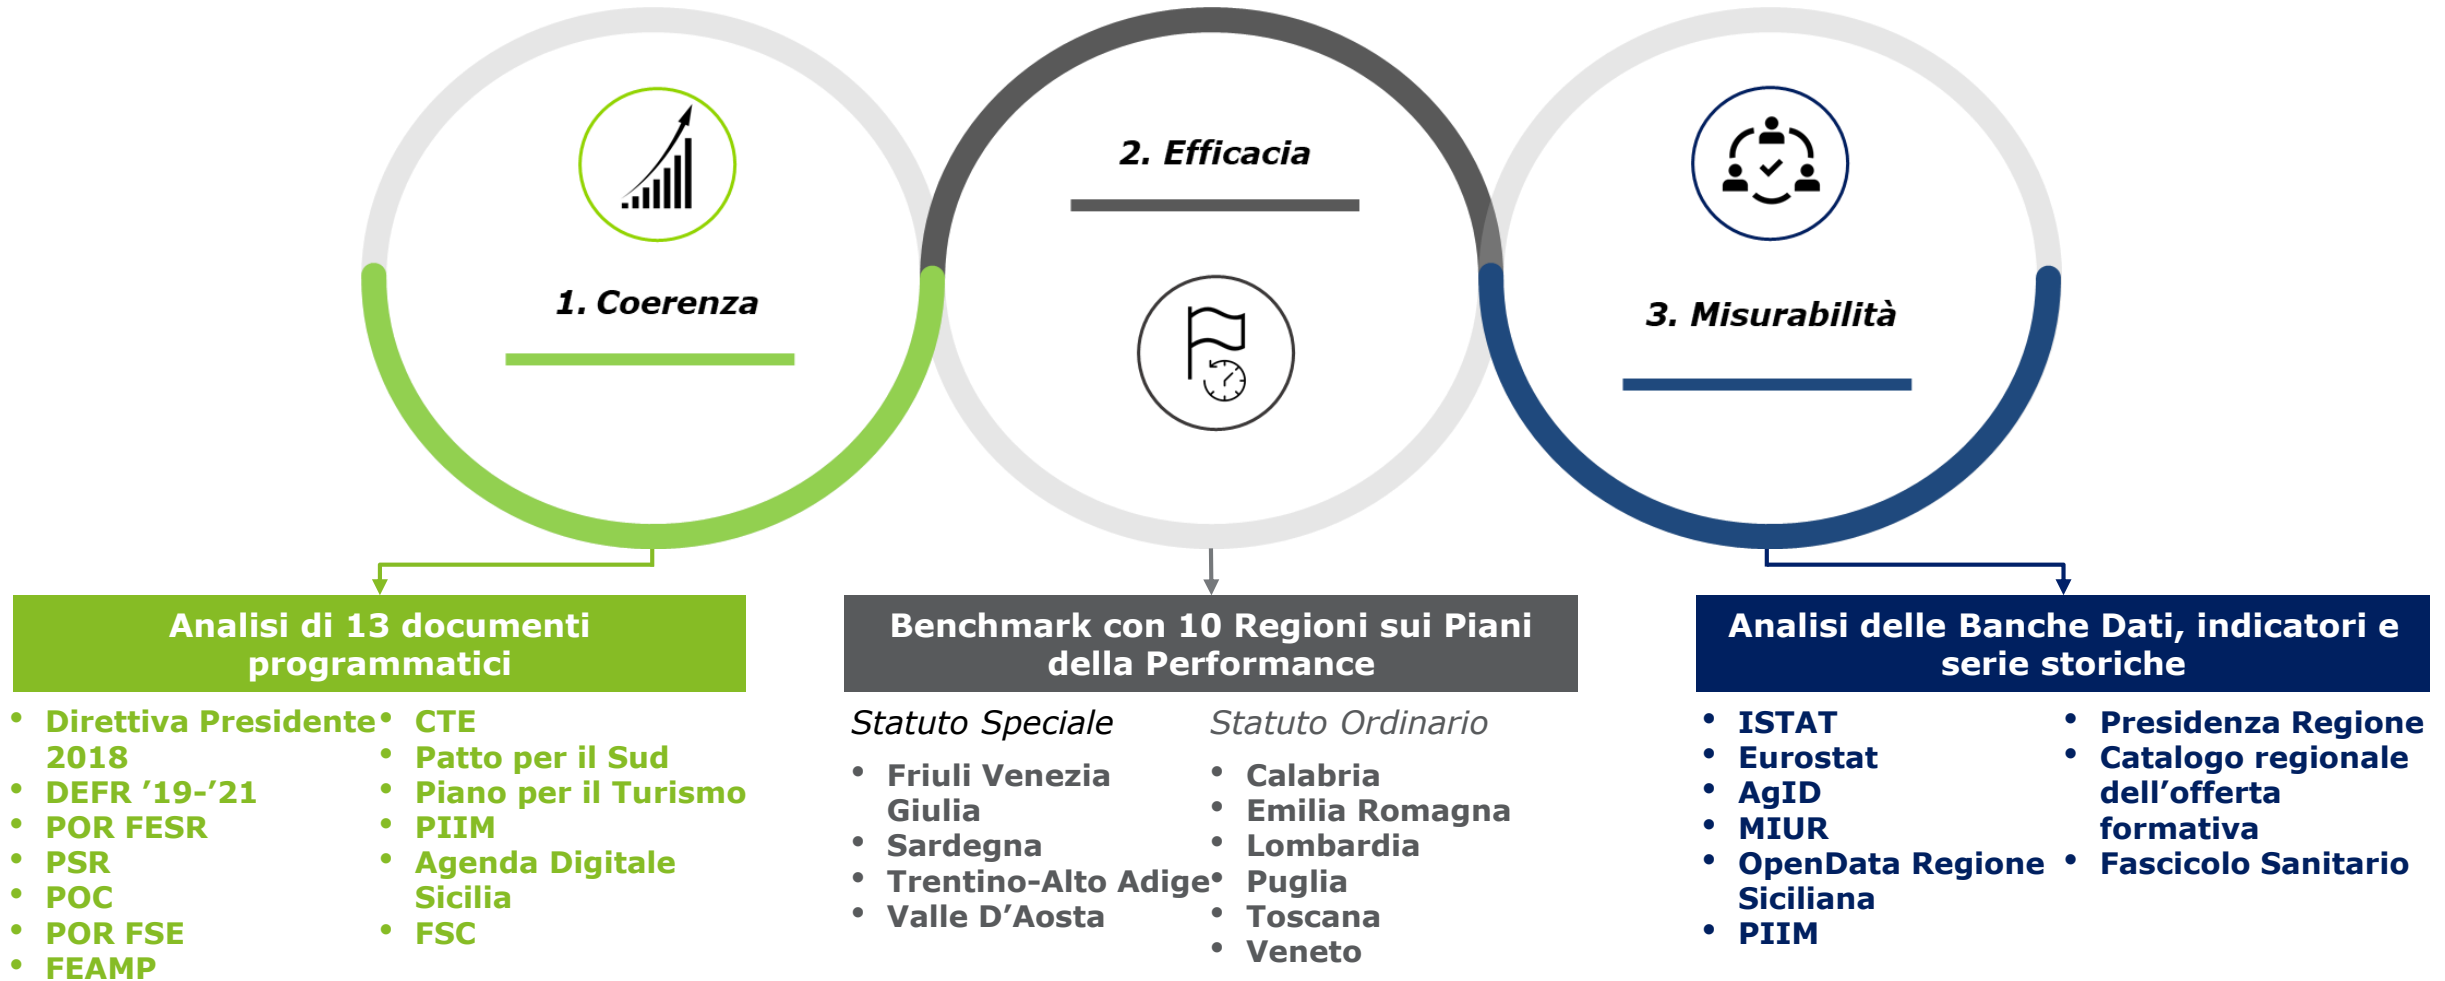 1. Coerenza
2. Efficacia
3. Misurabilità
Analisi di 13 documenti
programmatici
• Direttiva Presidente
2018
• DEFR ’19-’21
• POR FESR
• PSR
• POC
• POR FSE
• FEAMP
• CTE
• Patto per il Sud
• Piano per il Turismo
• PIIM
• Agenda Digitale
Sicilia
• FSC
Benchmark con 10 Regioni sui Piani
della Performance
Statuto Speciale
• Friuli Venezia
Giulia
• Sardegna
• Trentino-Alto Adige
• Valle D’Aosta
Statuto Ordinario
• Calabria
• Emilia Romagna
• Lombardia
• Puglia
• Toscana
• Veneto
Analisi delle Banche Dati, indicatori e
serie storiche
• ISTAT
• Eurostat
• AgID
• MIUR
• OpenData Regione
Siciliana
• PIIM
• Presidenza Regione
• Catalogo regionale
dell’offerta
formativa
• Fascicolo Sanitario